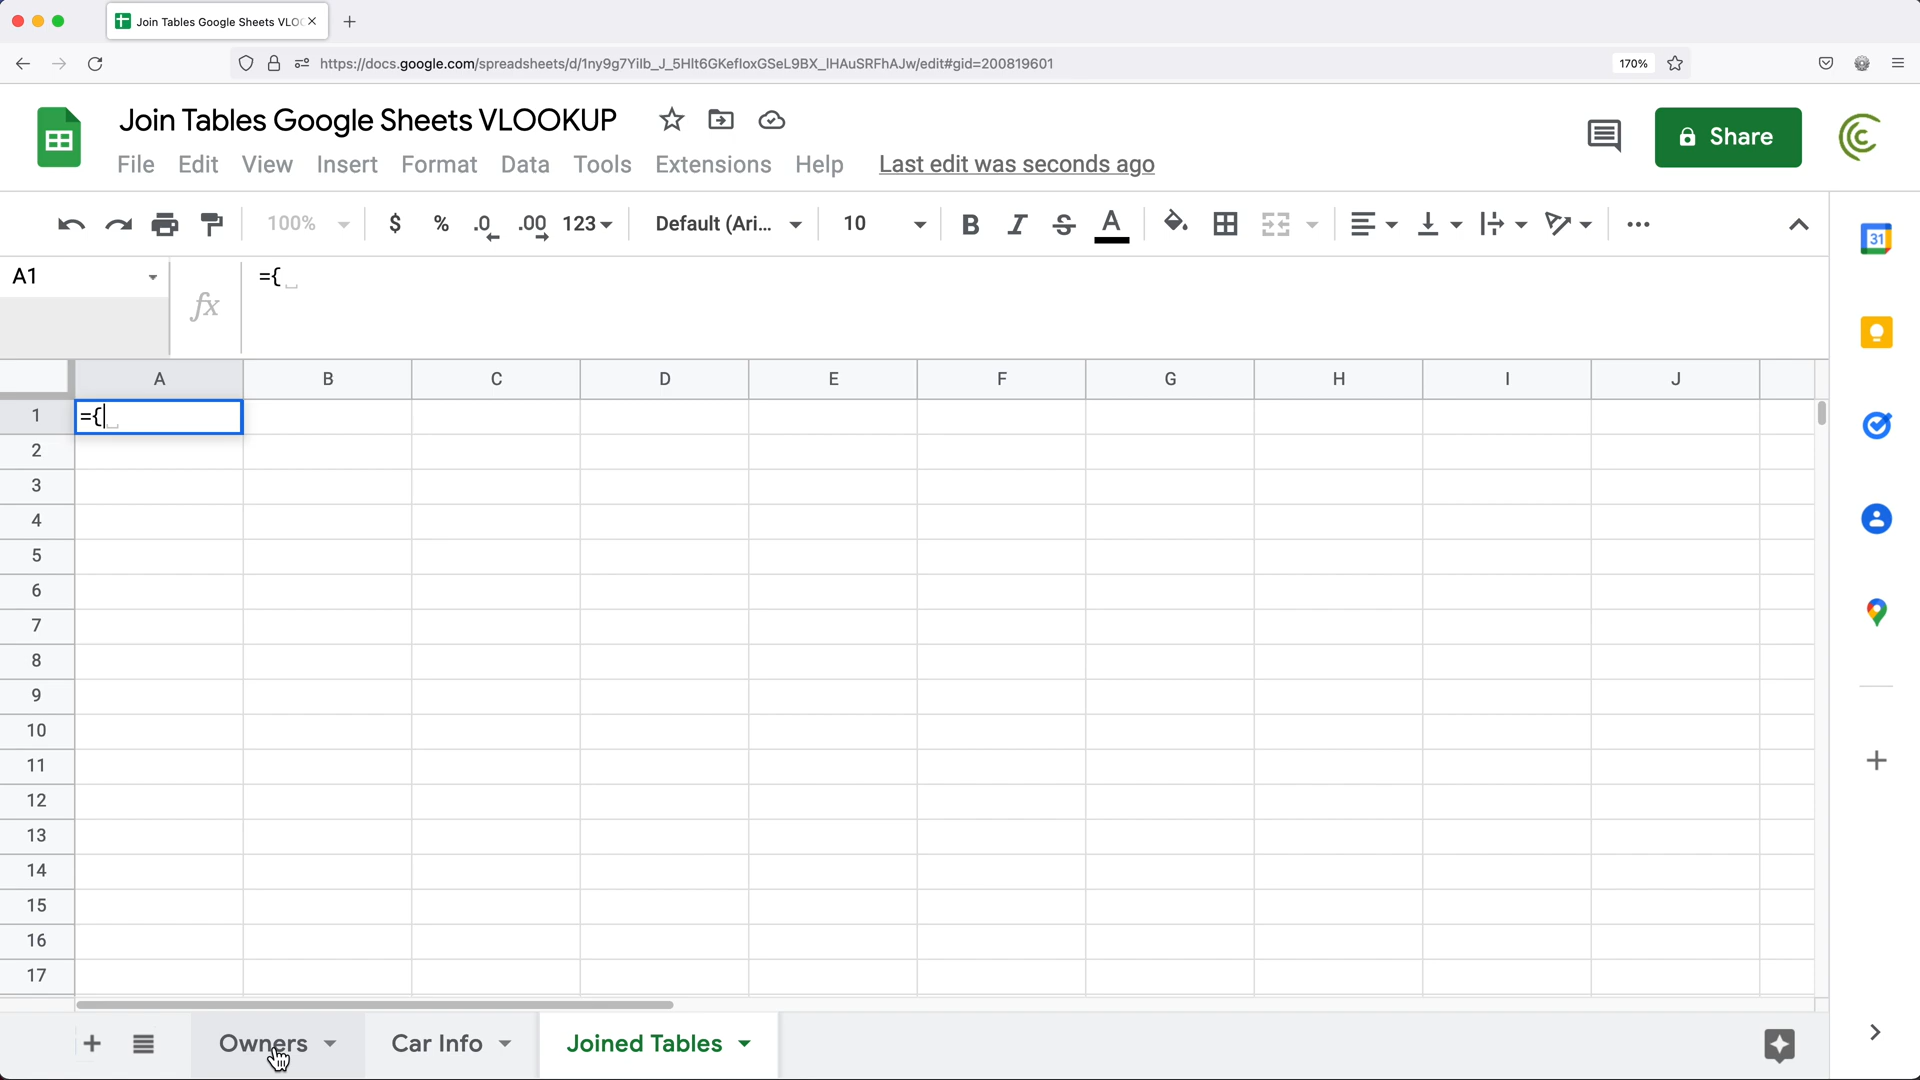 Join Tables Google Sheets VLO
https://docs.google.com/spreadsheets/d/1ny9g7Yilb_J_5HIt6GKefIoxGSeL9BX_IHAuSRFhAJw/edit#gid=200819601
170%
Join Tables Google Sheets VLOOKUP
File Edit View Insert Format Data Tools Extensions Help Last edit was seconds ago
Share
31
100% $ % .0 .00 123 Default (Ari... 10 B I S A
A1
fx
={
A B C D E F G H I J
1 ={
2
3
4
5
6
7
8
9
10
11
12
13
14
15
16
17
Owners Car Info Joined Tables